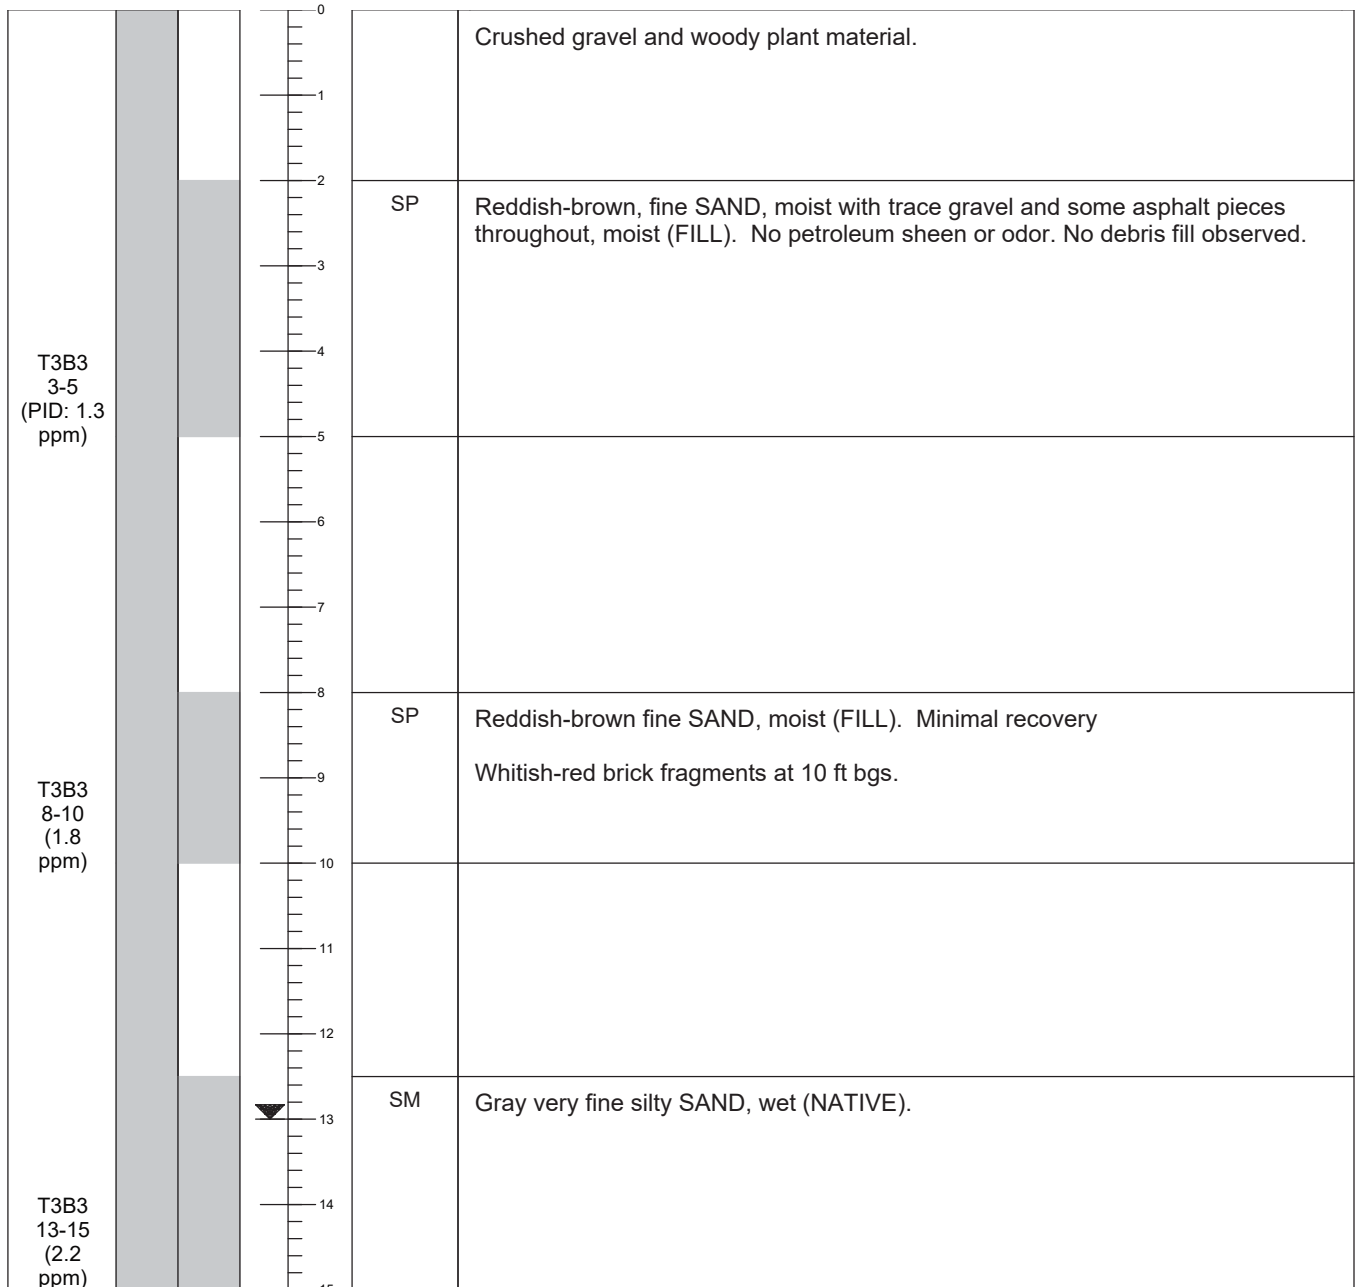 0
Crushed gravel and woody plant material.
1
2
SP
Reddish-brown, fine SAND, moist with trace gravel and some asphalt pieces
throughout, moist (FILL).  No petroleum sheen or odor. No debris fill observed.
3
4
T3B3
3-5
(PID: 1.3
ppm)
5
6
7
8
SP
Reddish-brown fine SAND, moist (FILL).  Minimal recovery
Whitish-red brick fragments at 10 ft bgs.
9
T3B3
8-10
(1.8
ppm)
10
11
12
SM
Gray very fine silty SAND, wet (NATIVE).
13
14
T3B3
13-15
(2.2
ppm)
15